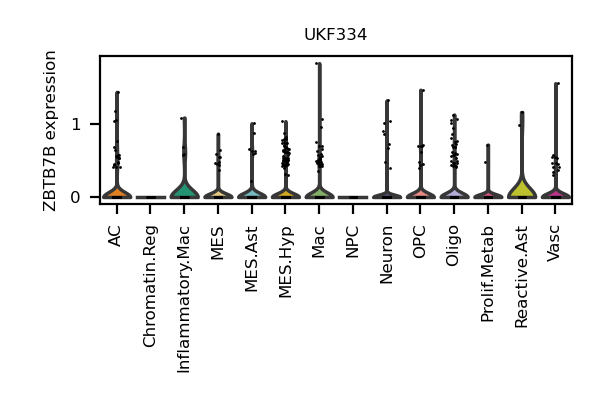 UKF334
ZBTB7B expression
1
0
AC
Chromatin.Reg
Inflammatory.Mac
MES
MES.Ast
MES.Hyp
Mac
NPC
Neuron
OPC
Oligo
Prolif.Metab
Reactive.Ast
Vasc